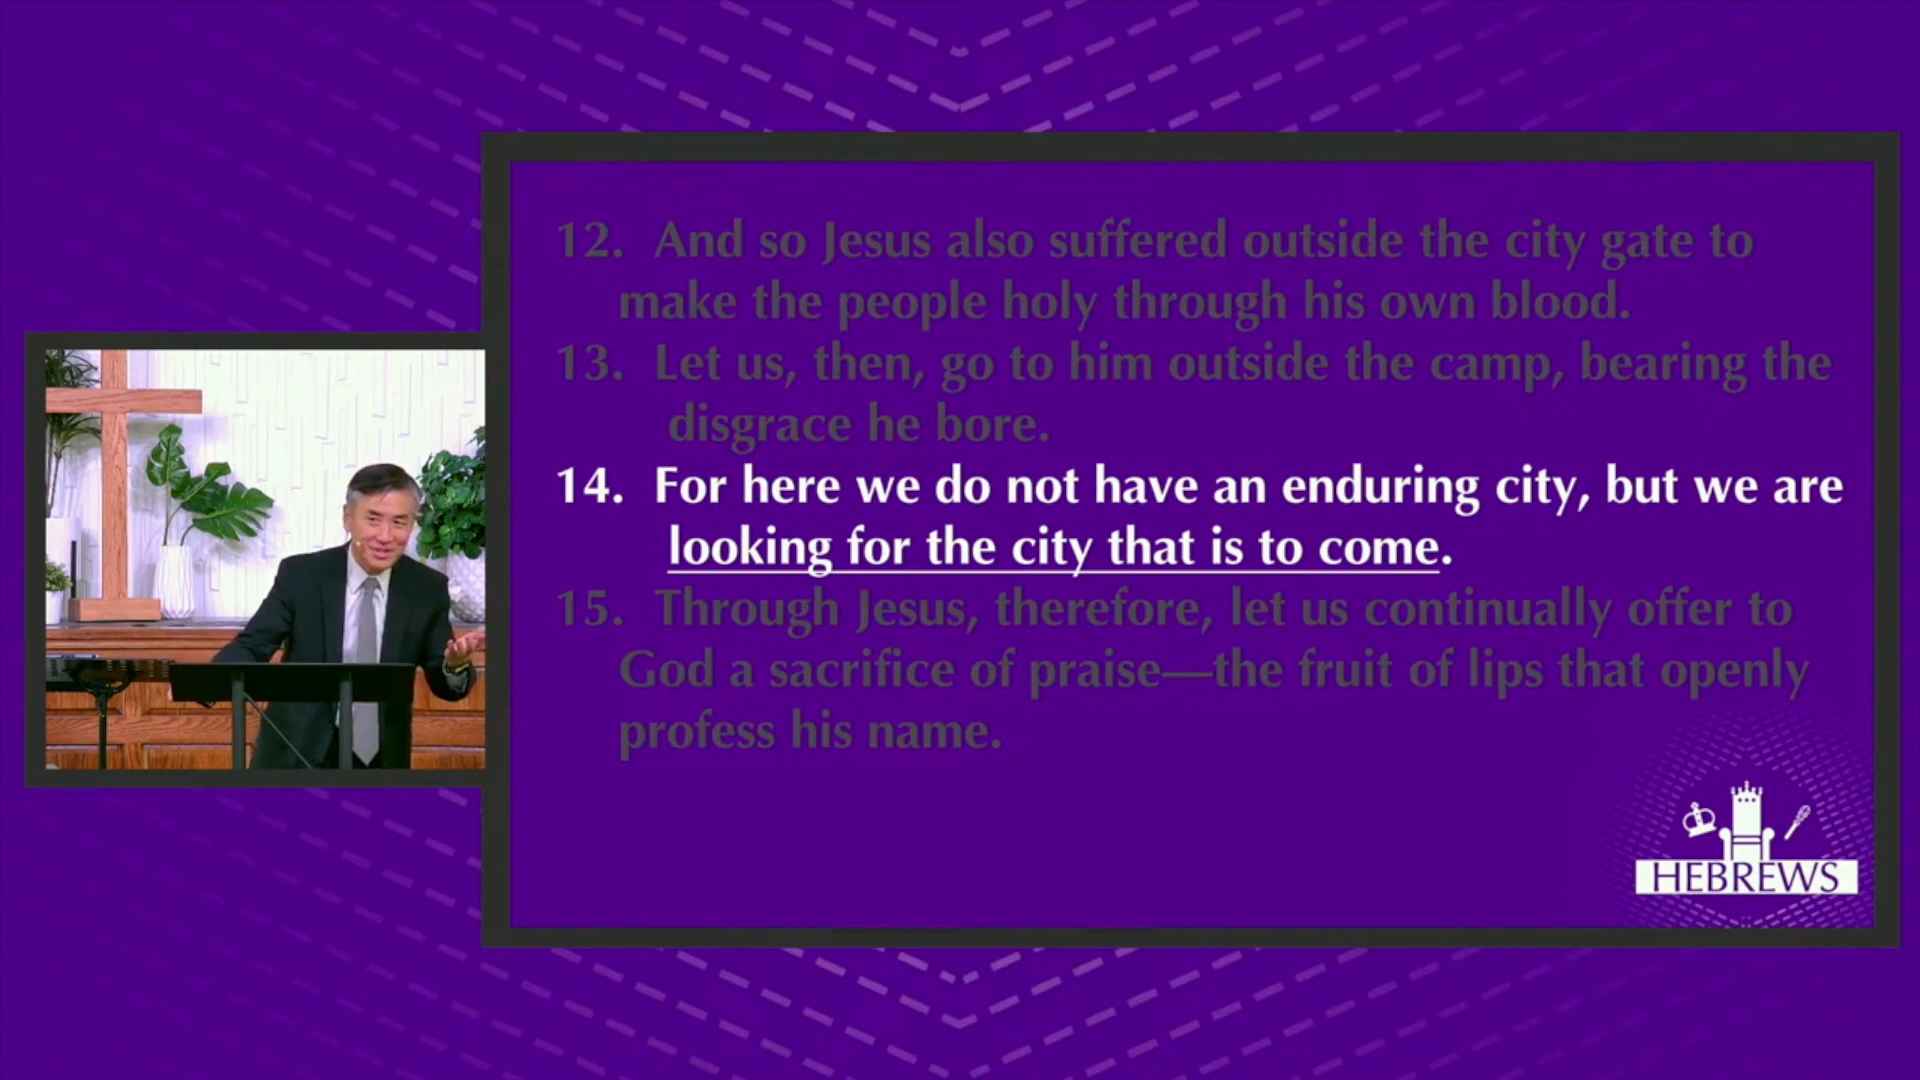 12. And so Jesus also suffered outside the city gate to
make the people holy through his own blood.
13. Let us, then, go to him outside the camp, bearing the
disgrace he bore.
14. For here we do not have an enduring city, but we are
looking for the city that is to come.
15. Through Jesus, therefore, let us continually offer to
God a sacrifice of praise—the fruit of lips that openly
profess his name.
HEBREWS